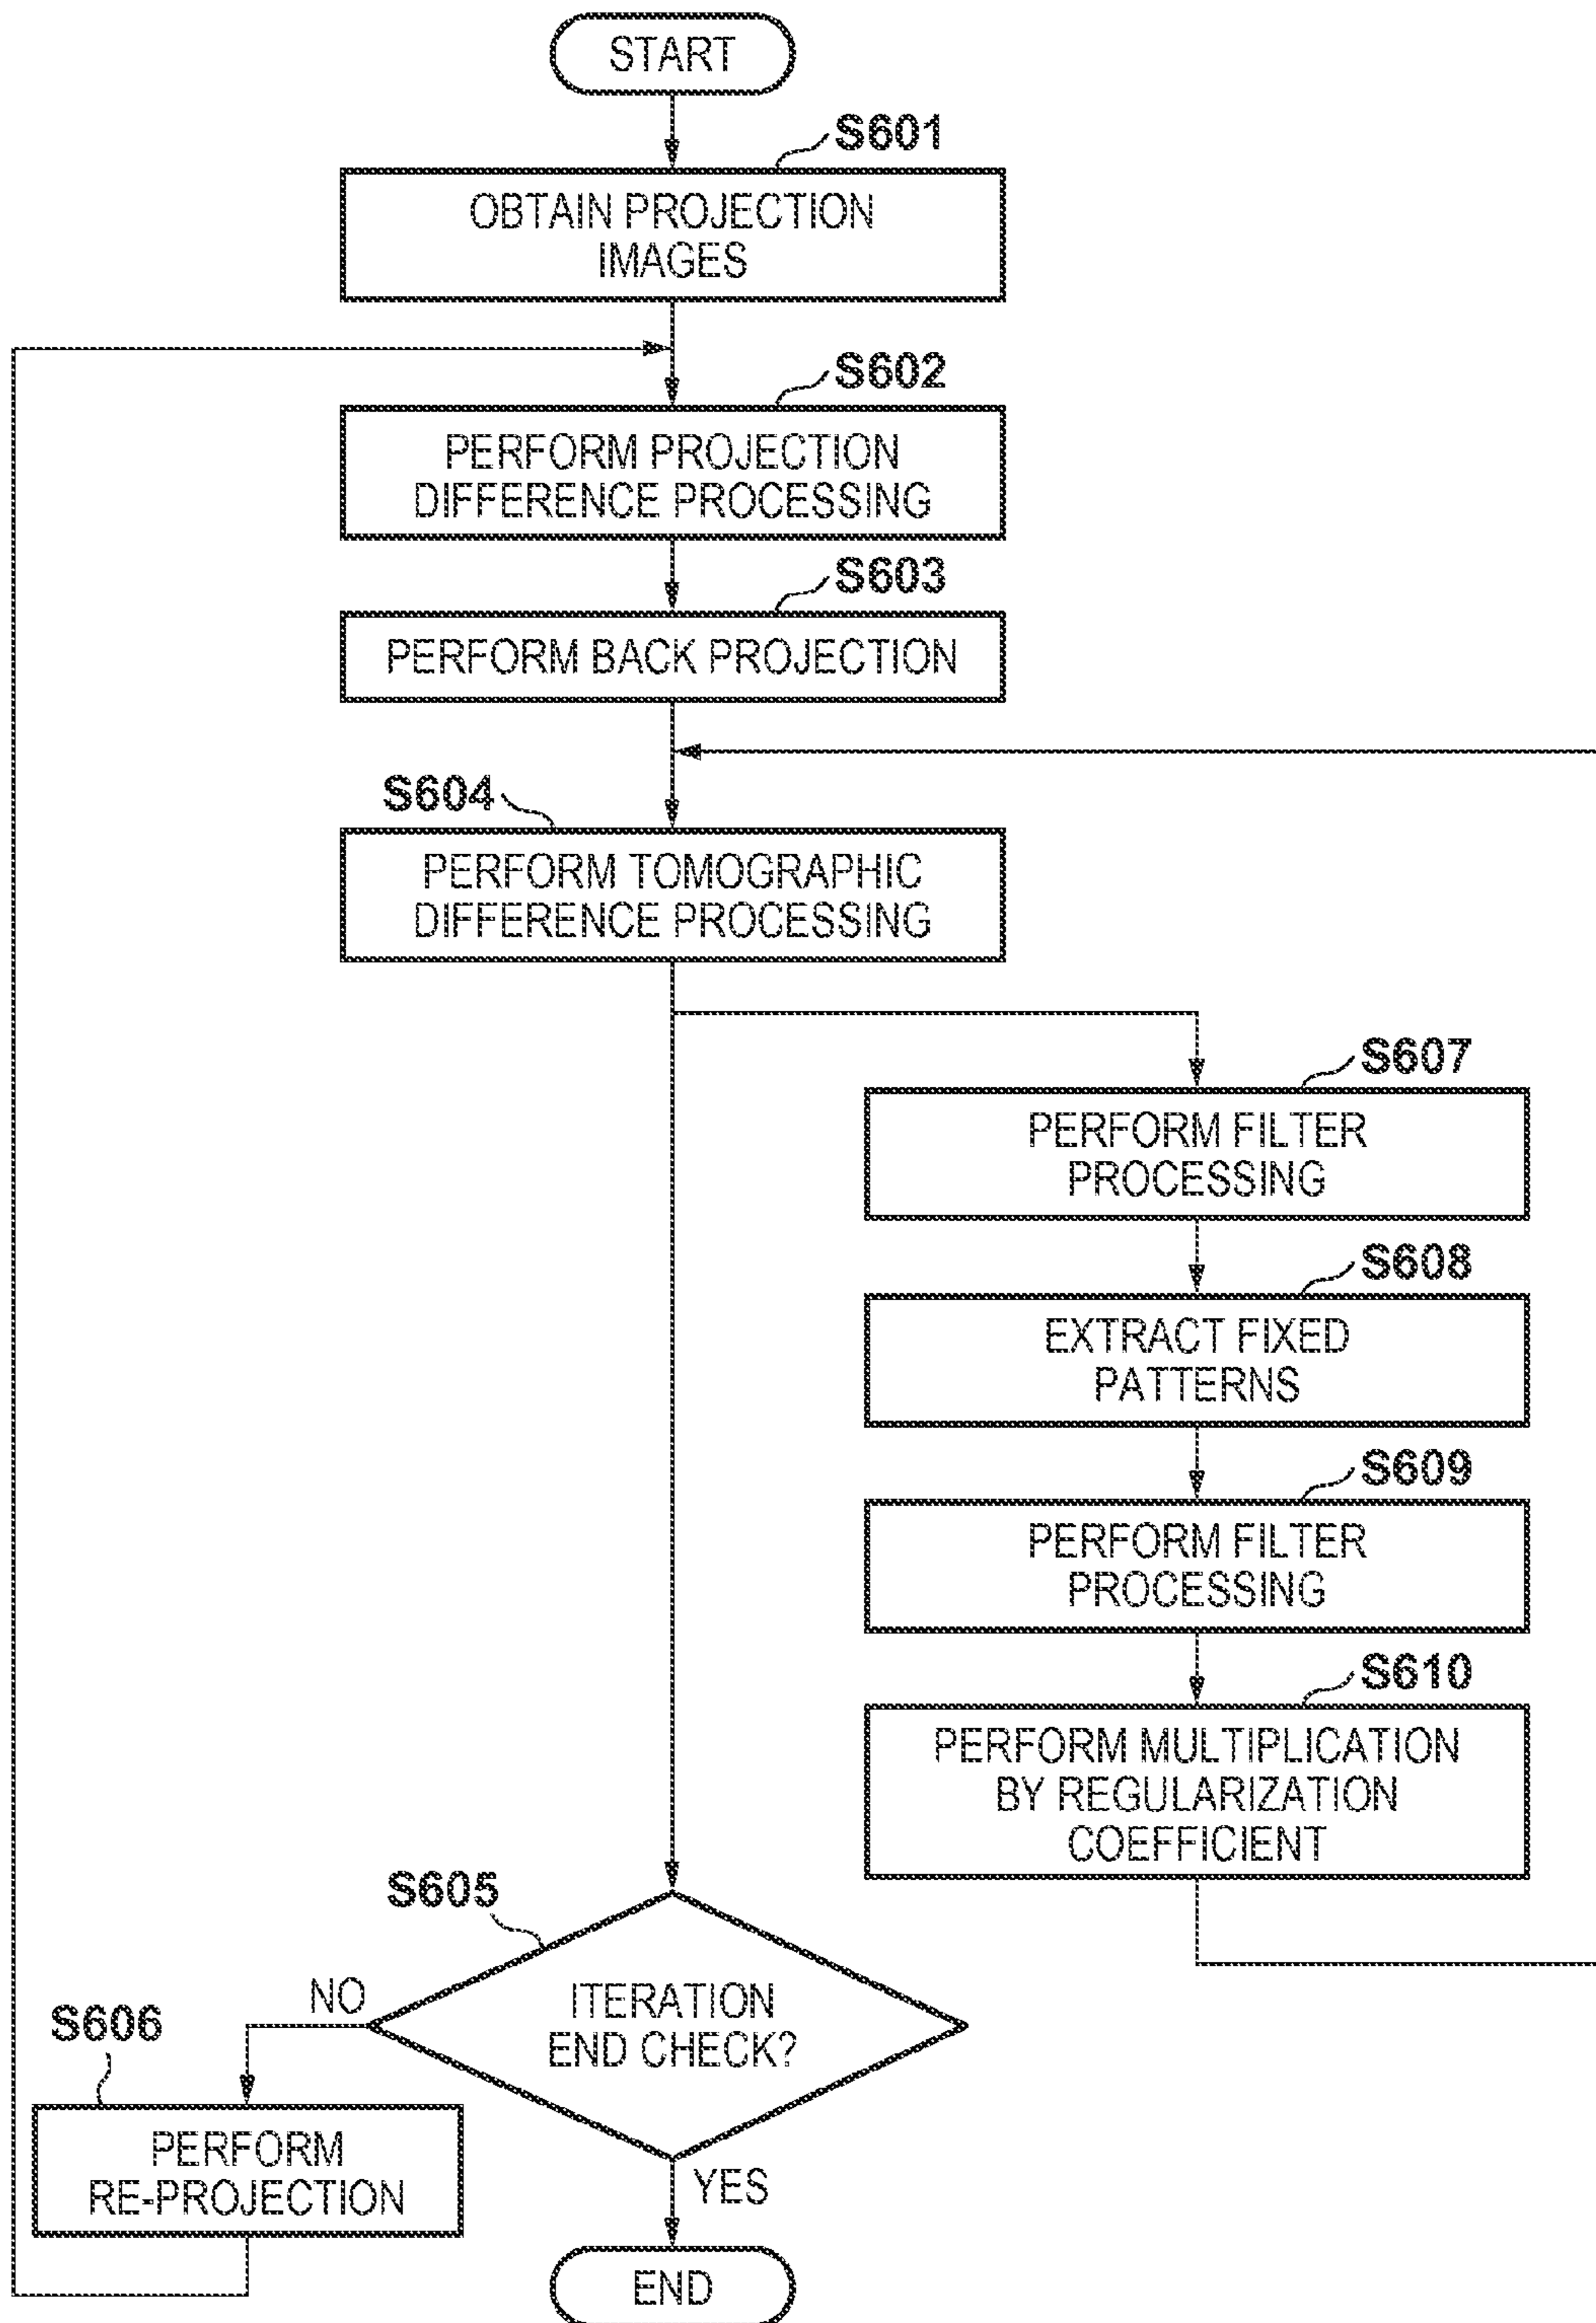 START
S601
OBTAIN PROJECTION
IMAGES
S602
PERFORM PROJECTION
DIFFERENCE PROCESSING
S603
PERFORM BACK PROJECTION
S604
PERFORM TOMOGRAPHIC
DIFFERENCE PROCESSING
S607
PERFORM FILTER
PROCESSING
S608
EXTRACT FIXED
PATTERNS
S609
PERFORM FILTER
PROCESSING
S610
PERFORM MULTIPLICATION
BY REGULARIZATION
COEFFICIENT
S605
ITERATION
END CHECK?
NO
S606
PERFORM
RE-PROJECTION
YES
END